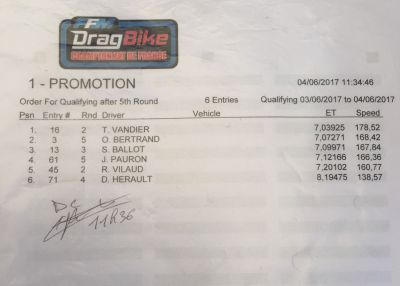 FFM
DragBike
CHAMPIONNAT DE FRANCE
1 - PROMOTION
04/06/2017 11:34:46
Order For Qualifying after 5th Round 6 Entries Qualifying 03/06/2017 to 04/06/2017
Psn Entry # Rnd Driver Vehicle ET Speed
1. 16 2 T. VANDIER 7,03925 178,52
2. 3 5 O. BERTRAND 7,07271 168,42
3. 13 3 S. BALLOT 7,09971 167,84
4. 61 5 J. PAURON 7,12166 166,36
5. 45 2 R. VILAUD 7,20102 160,77
6. 71 4 D. HERAULT 8,19475 138,57
DC
11R36